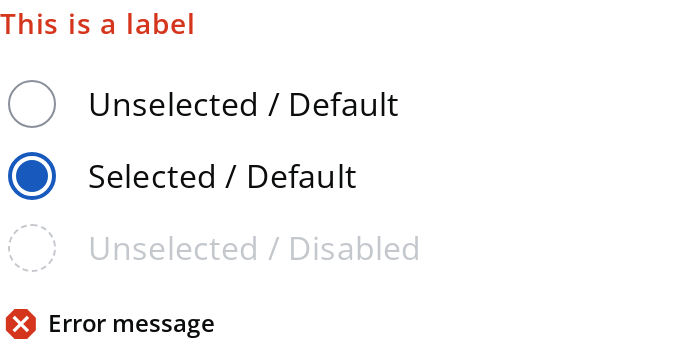 This is a label
Unselected / Default
Selected / Default
Unselected / Disabled
Error message